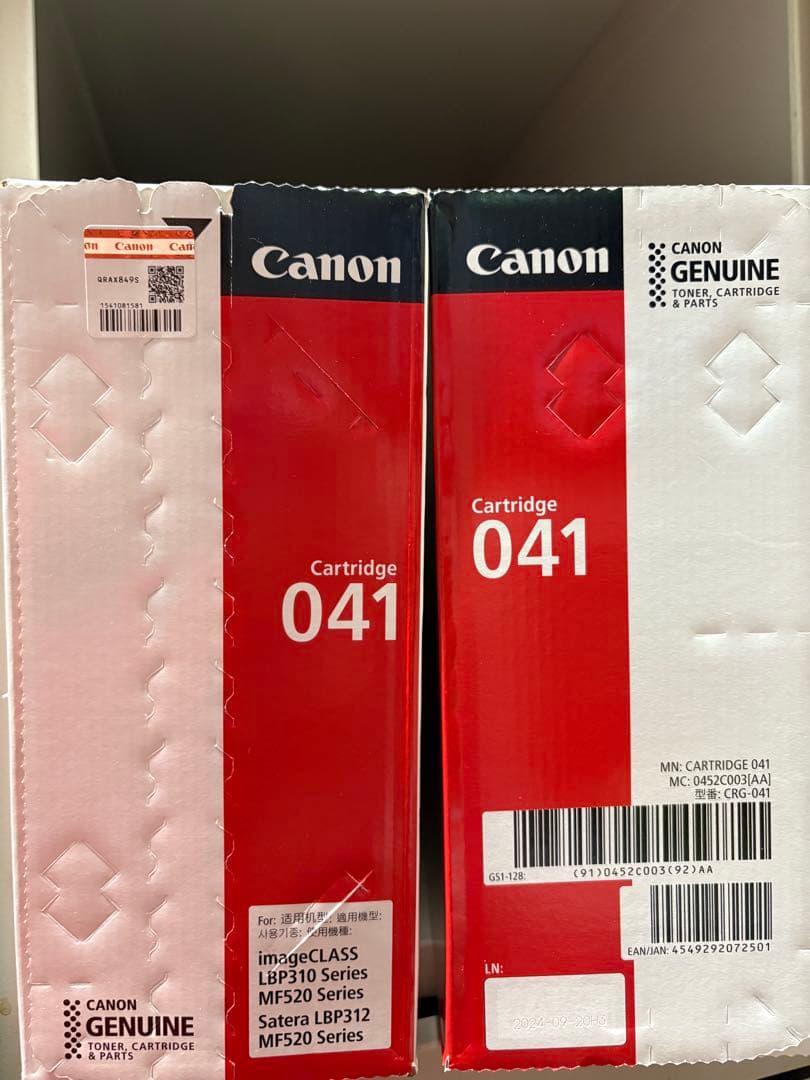 Canon Canon Can
QRAX849S
1541081581
Canon
Cartridge
041
For: 适用机型: 適用機型:
사용기종: 使用機種:
imageCLASS
LBP310 Series
MF520 Series
Satera LBP312
MF520 Series
CANON
GENUINE
TONER, CARTRIDGE
& PARTS
Canon
CANON
GENUINE
TONER, CARTRIDGE
& PARTS
Cartridge
041
MN: CARTRIDGE 041
MC: 0452C003[AA]
型番: CRG-041
GS1-128:
(91)0452C003(92)AA
EAN/JAN: 4549292072501
LN: